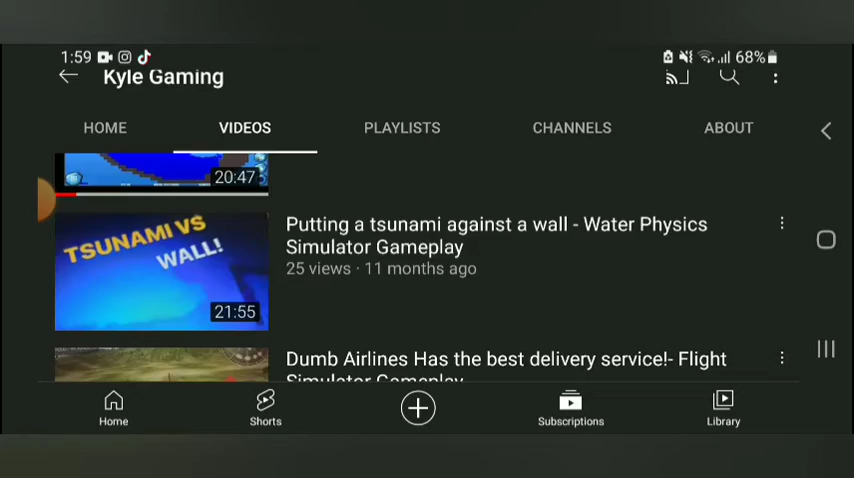 1:59
68%
Kyle Gaming
HOME VIDEOS PLAYLISTS CHANNELS ABOUT
20:47
TSUNAMI VS
WALL!
21:55
Putting a tsunami against a wall - Water Physics
Simulator Gameplay
25 views · 11 months ago
Dumb Airlines Has the best delivery service!- Flight
Simulator Gameplay
Home Shorts Subscriptions Library